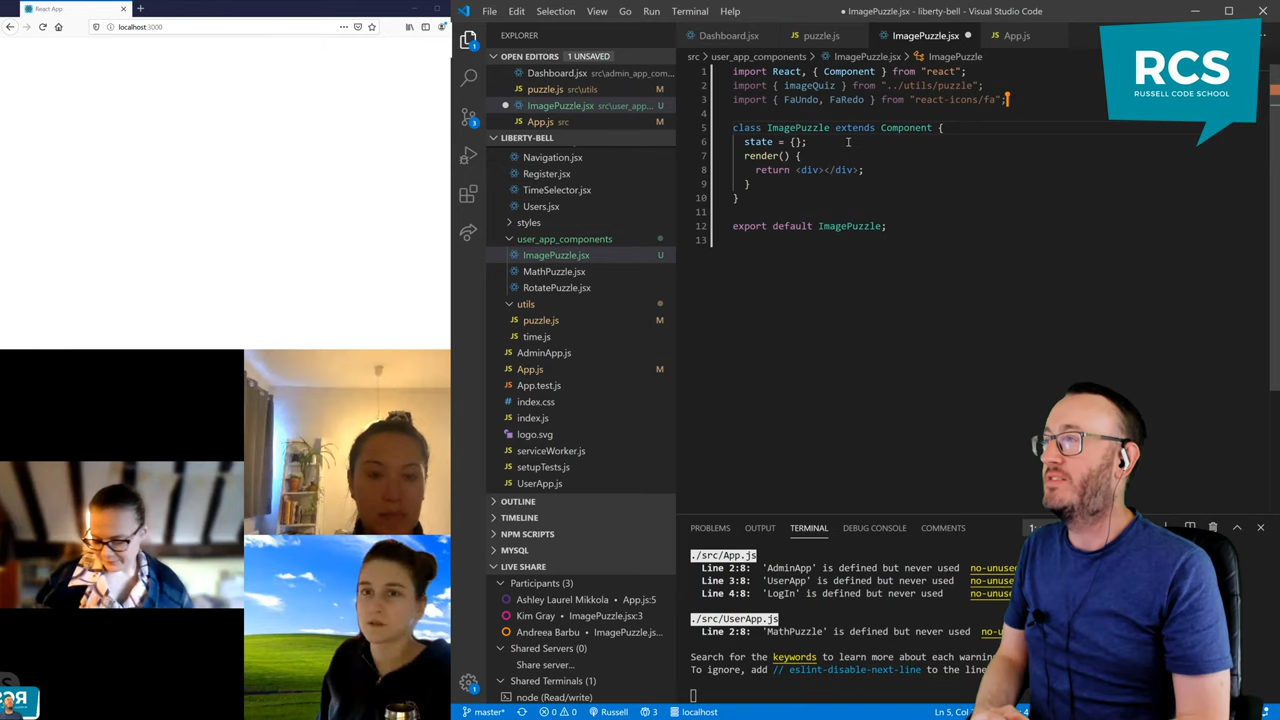 React App
localhost:3000
File
Edit
Selection
View
Go
Run
Terminal
Help
● ImagePuzzle.jsx - liberty-bell - Visual Studio Code
EXPLORER
OPEN EDITORS 1 UNSAVED
Dashboard.jsx src\admin_app_com...
puzzle.js src\utils M
ImagePuzzle.jsx src\user_app... U
App.js src M
LIBERTY-BELL
Navigation.jsx
Register.jsx
TimeSelector.jsx
Users.jsx
styles
user_app_components
ImagePuzzle.jsx U
MathPuzzle.jsx
RotatePuzzle.jsx
utils
puzzle.js M
time.js
AdminApp.js
App.js M
App.test.js
index.css
index.js
logo.svg
serviceWorker.js
setupTests.js
UserApp.js
OUTLINE
TIMELINE
NPM SCRIPTS
MYSQL
LIVE SHARE
Participants (3)
Ashley Laurel Mikkola • App.js:5
Kim Gray • ImagePuzzle.jsx:3
Andreea Barbu • ImagePuzzle.js...
Shared Servers (0)
Share server...
Shared Terminals (1)
node (Read/write)
Dashboard.jsx
puzzle.js
ImagePuzzle.jsx
App.js
src > user_app_components > ImagePuzzle.jsx > ImagePuzzle
1 import React, { Component } from "react";
2 import { imageQuiz } from "../utils/puzzle";
3 import { FaUndo, FaRedo } from "react-icons/fa";
4
5 class ImagePuzzle extends Component {
6 state = {};
7 render() {
8 return <div></div>;
9 }
10 }
11
12 export default ImagePuzzle;
13
PROBLEMS
OUTPUT
TERMINAL
DEBUG CONSOLE
COMMENTS
1:
./src/App.js
Line 2:8: 'AdminApp' is defined but never used no-unus
Line 3:8: 'UserApp' is defined but never used no-unuse
Line 4:8: 'LogIn' is defined but never used no-unus
./src/UserApp.js
Line 2:8: 'MathPuzzle' is defined but never used no-u
Search for the keywords to learn more about each warnin
To ignore, add // eslint-disable-next-line to the line
master*
0
0
Russell
3
localhost
Ln 5, Col
RCS
RUSSELL CODE SCHOOL
RCS